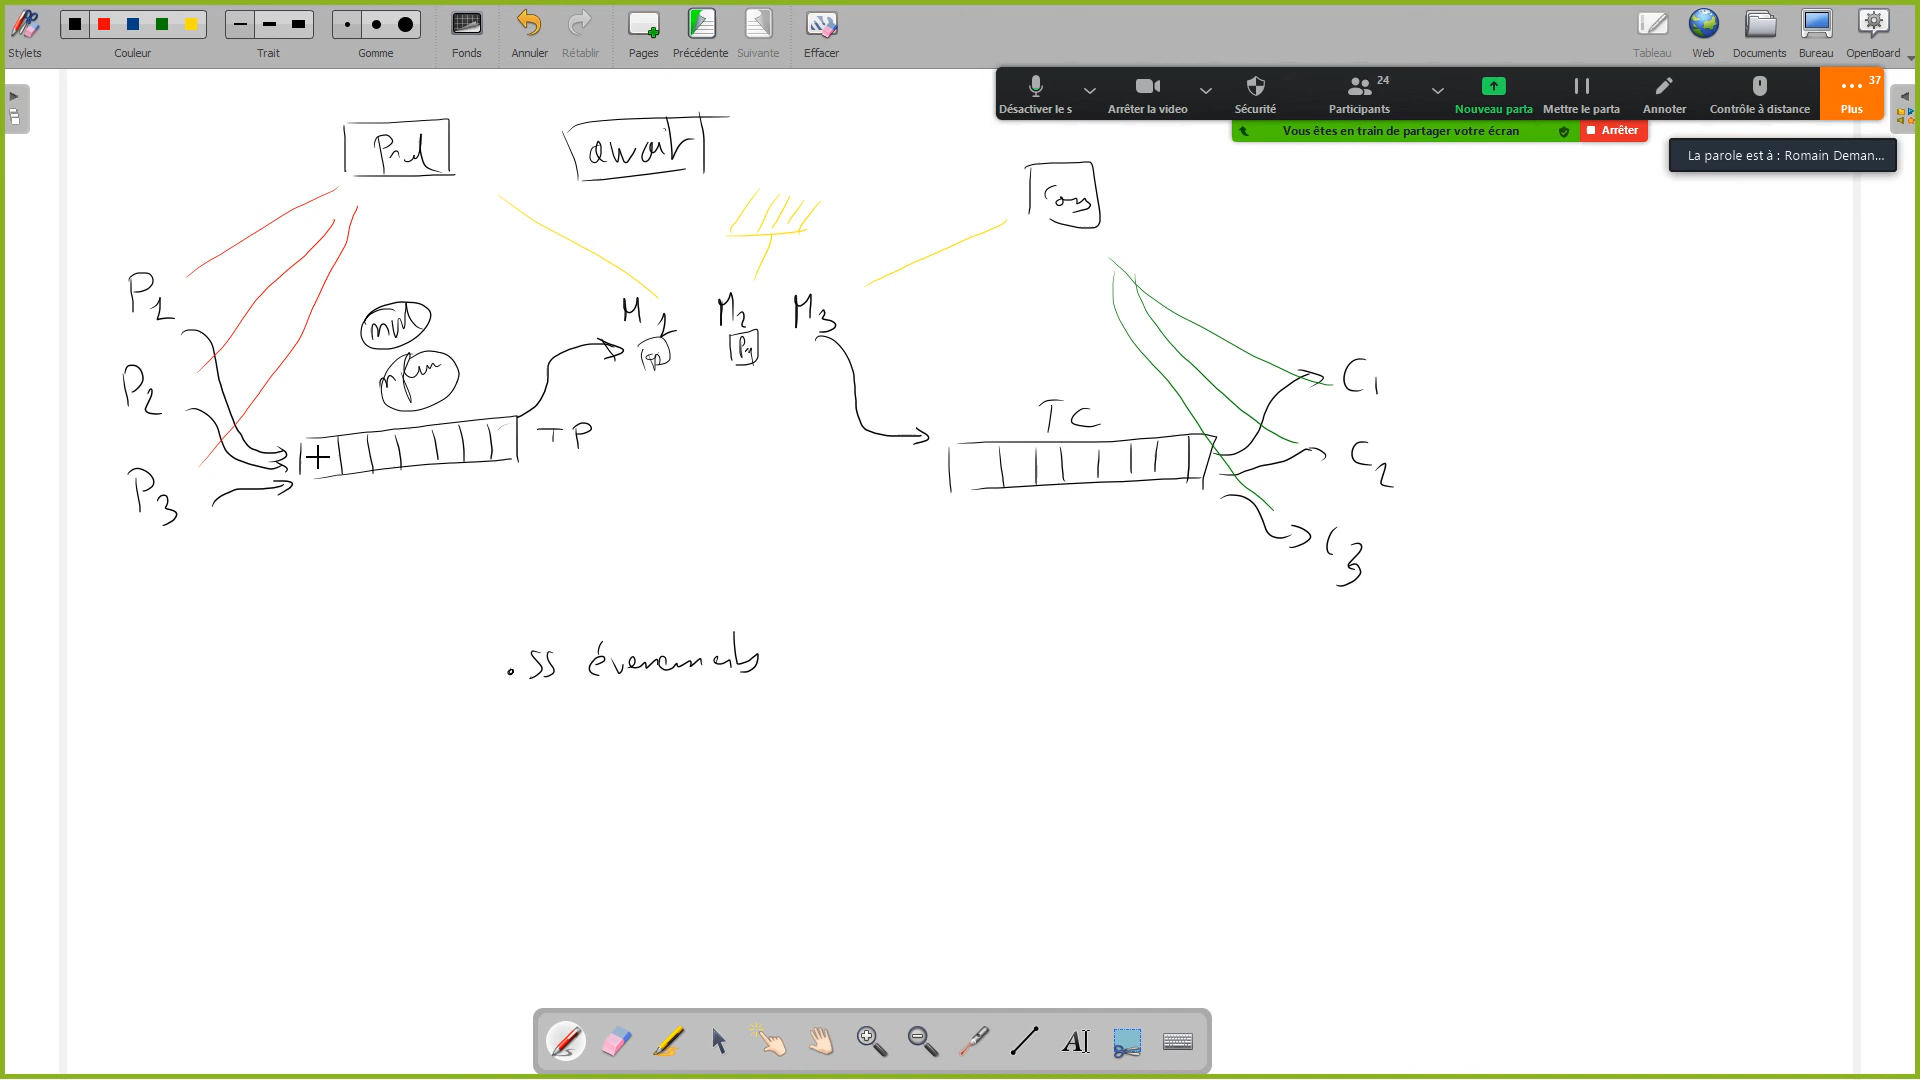 Stylets
Couleur
Trait
Gomme
Fonds
Annuler
Rétablir
Pages
Précédente
Suivante
Effacer
Tableau
Web
Documents
Bureau
OpenBoard
Désactiver le s
Arrêter la video
Sécurité
24
Participants
Nouveau parta
Mettre le parta
Annoter
Contrôle à distance
37
Plus
Vous êtes en train de partager votre écran
Arrêter
La parole est à : Romain Deman...
Prod
await
Cons
P1
P2
P3
M1
M2
M3
TP
TC
C1
C2
C3
. SS évenements
AI